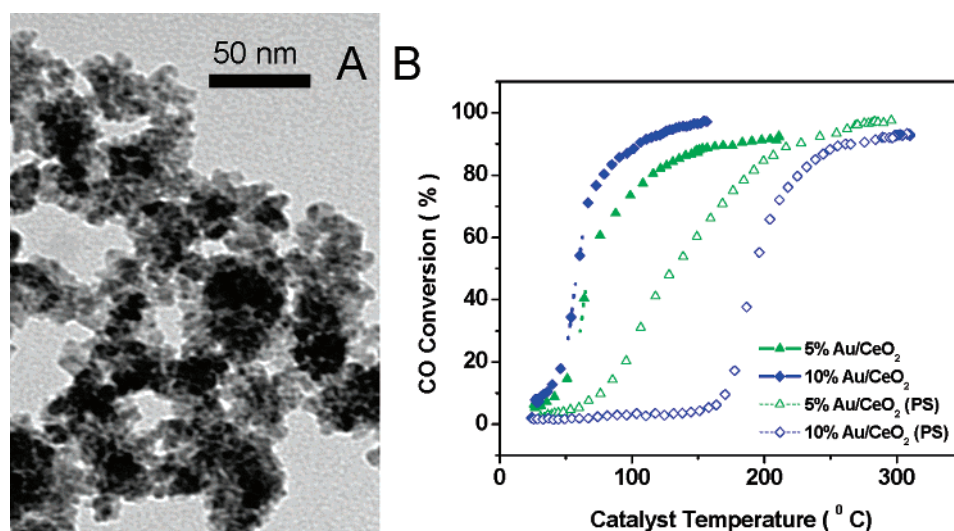 50 nm
A
B
CO Conversion ( % )
100
80
60
40
20
0
0
100
200
300
Catalyst Temperature ( ⁰ C)
5% Au/CeO₂
10% Au/CeO₂
5% Au/CeO₂ (PS)
10% Au/CeO₂ (PS)